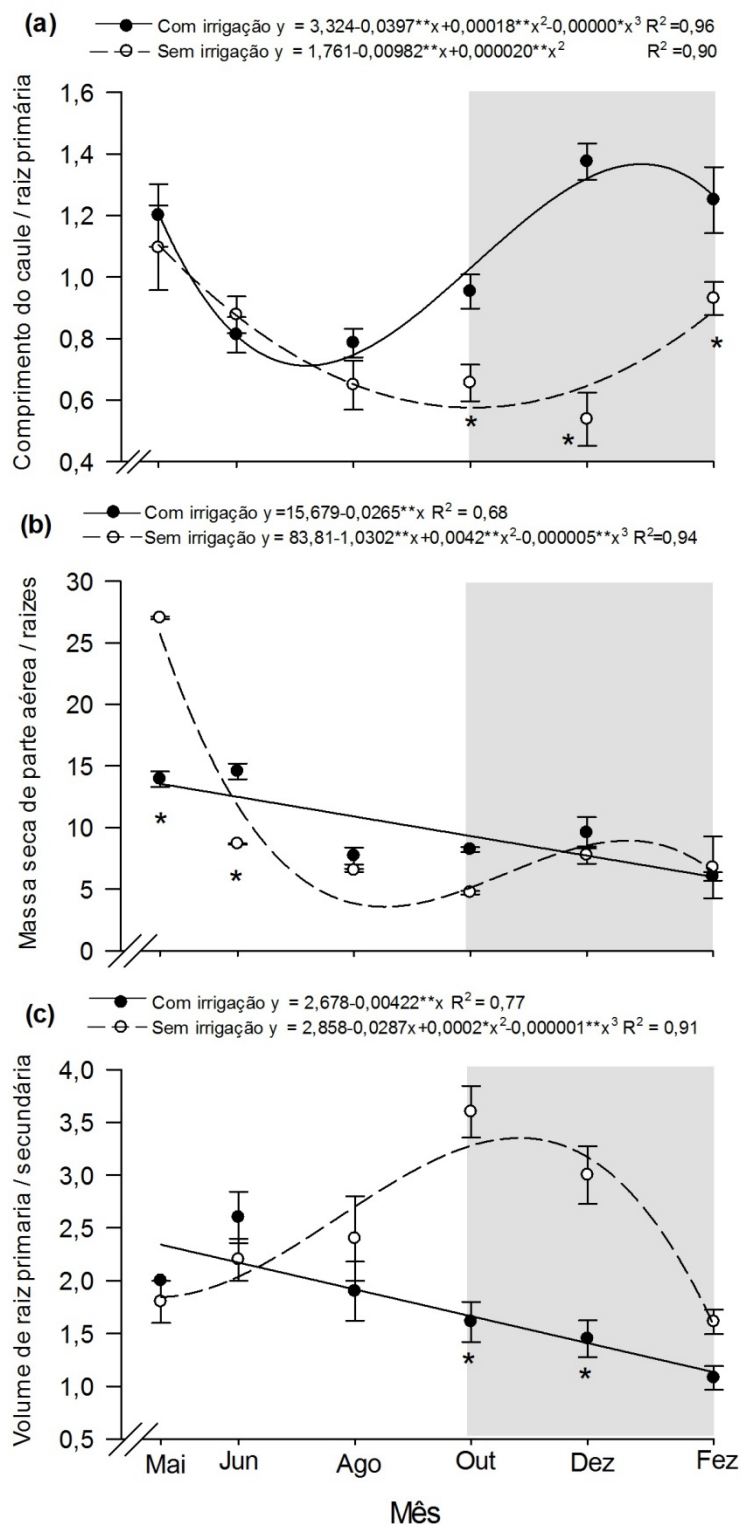 (a)
Com irrigação y = 3,324-0,0397**x+0,00018**x²-0,00000*x³ R²=0,96
Sem irrigação y = 1,761-0,00982**x+0,000020**x² R²=0,90
Comprimento do caule / raiz primária
1,6
1,4
1,2
1,0
0,8
0,6
0,4
*
*
*
(b)
Com irrigação y =15,679-0,0265**x R² = 0,68
Sem irrigação y = 83,81-1,0302**x+0,0042**x²-0,000005**x³ R²=0,94
Massa seca de parte aérea / raizes
30
25
20
15
10
5
0
*
*
(c)
Com irrigação y = 2,678-0,00422**x R² = 0,77
Sem irrigação y = 2,858-0,0287x+0,0002*x²-0,000001**x³ R² = 0,91
Volume de raiz primaria / secundária
4,0
3,5
3,0
2,5
2,0
1,5
1,0
0,5
*
*
Mai Jun Ago Out Dez Fez
Mês